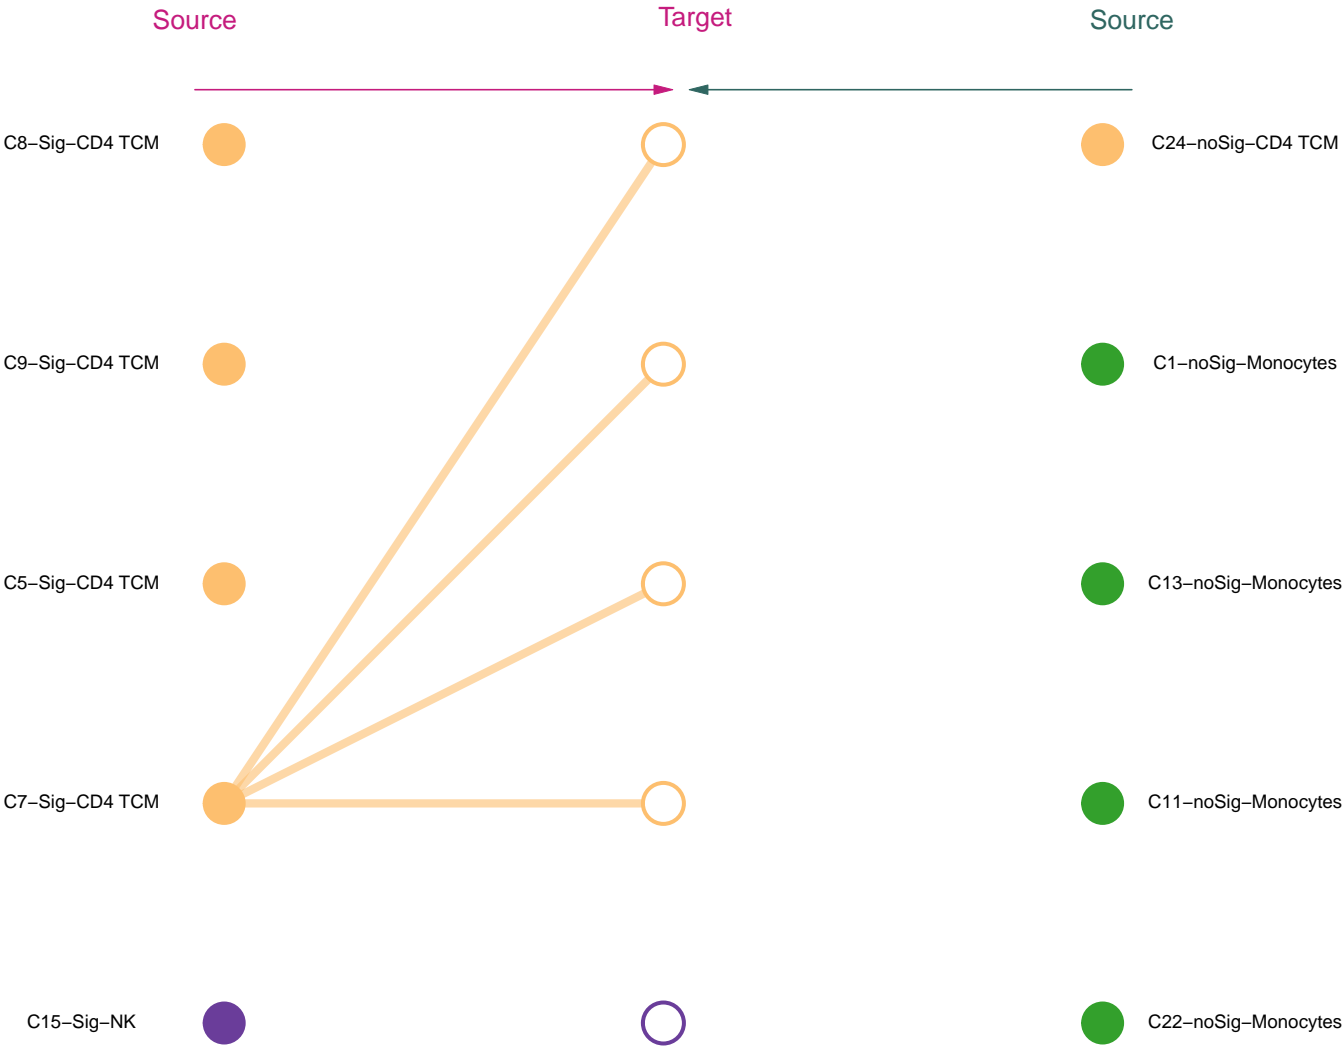 Source Target Source
C8−Sig−CD4 TCM C24−noSig−CD4 TCM
C9−Sig−CD4 TCM C1−noSig−Monocytes
C5−Sig−CD4 TCM C13−noSig−Monocytes
C7−Sig−CD4 TCM C11−noSig−Monocytes
C15−Sig−NK C22−noSig−Monocytes